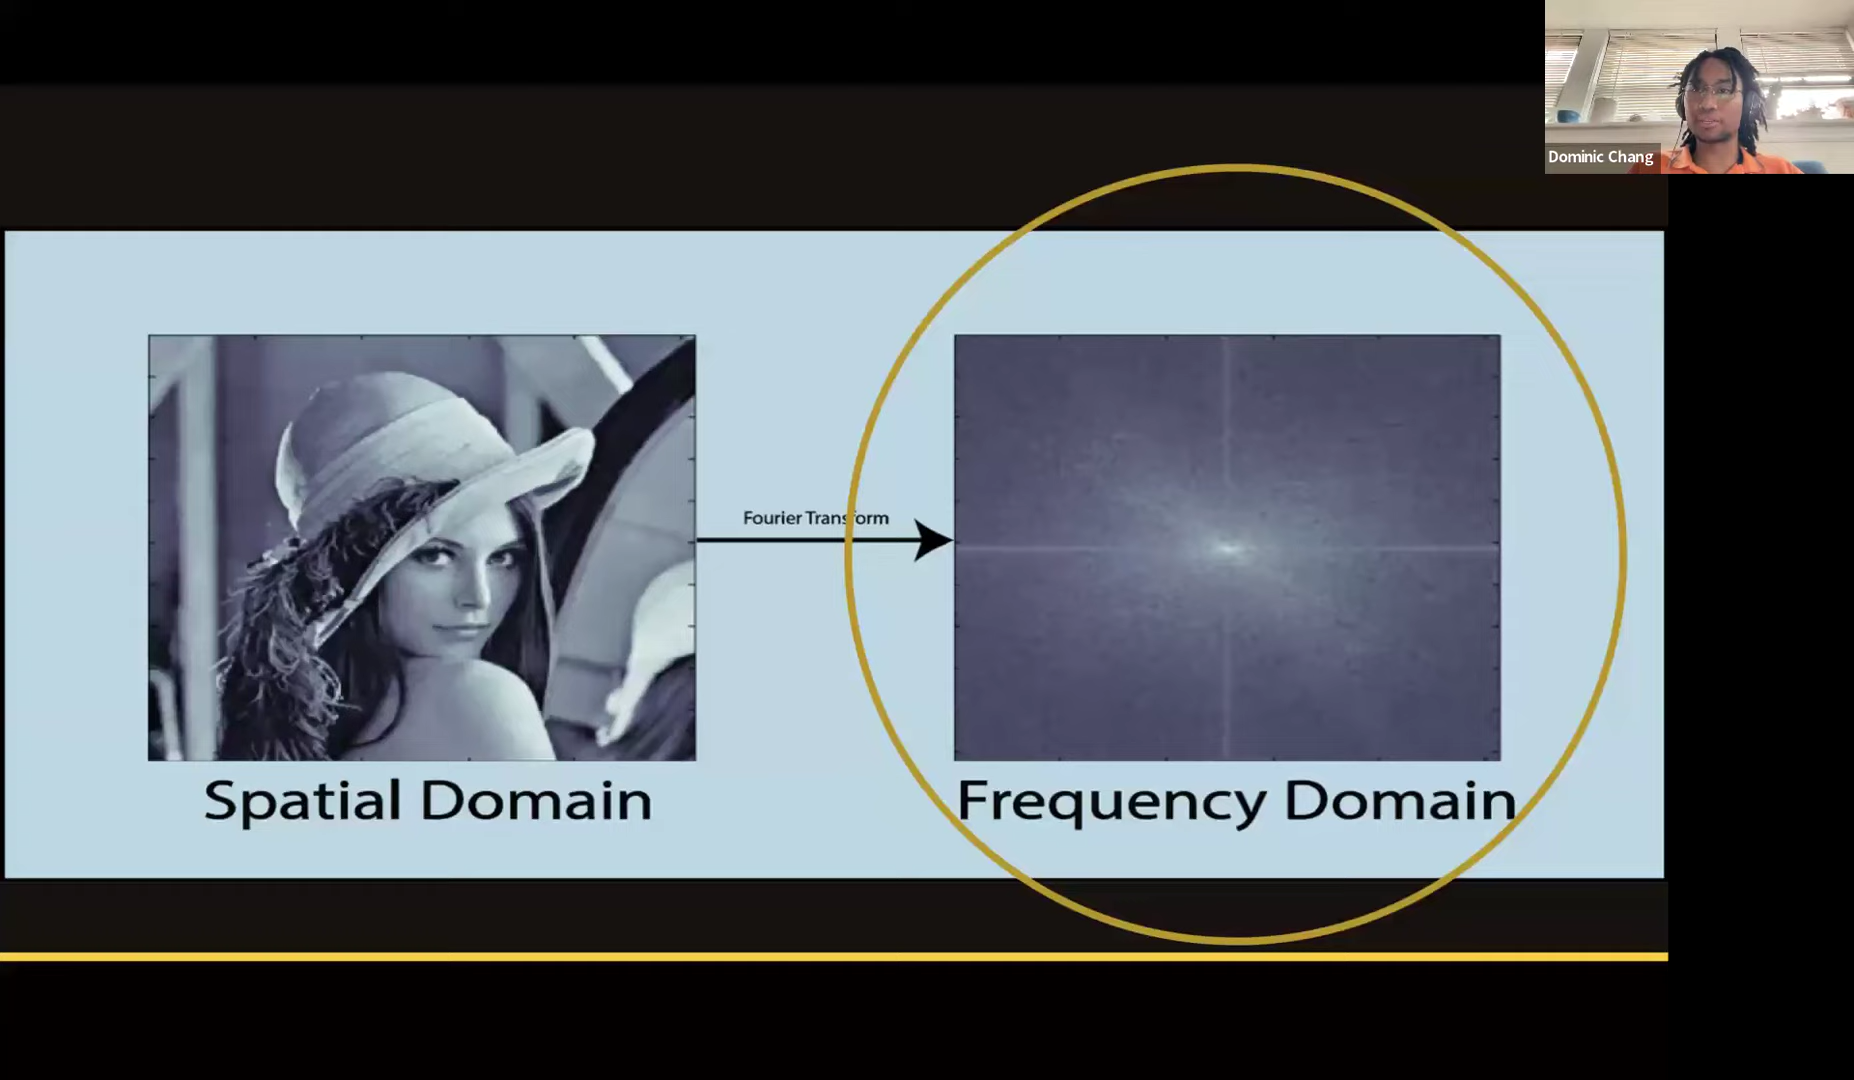 Dominic Chang
Fourier Transform
Spatial Domain
Frequency Domain